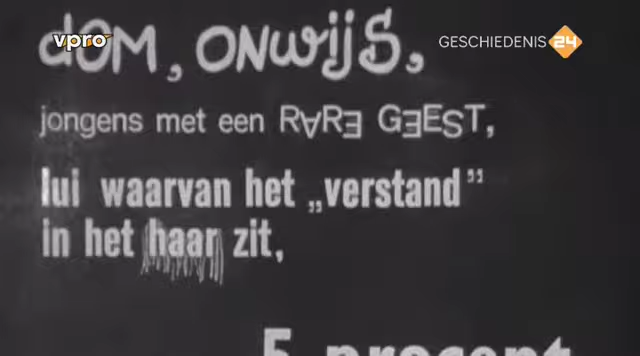 vpro
GESCHIEDENIS 24
dom, onwijs,
jongens met een RARE GEEST,
lui waarvan het „verstand”
in het haar zit,
5 procent